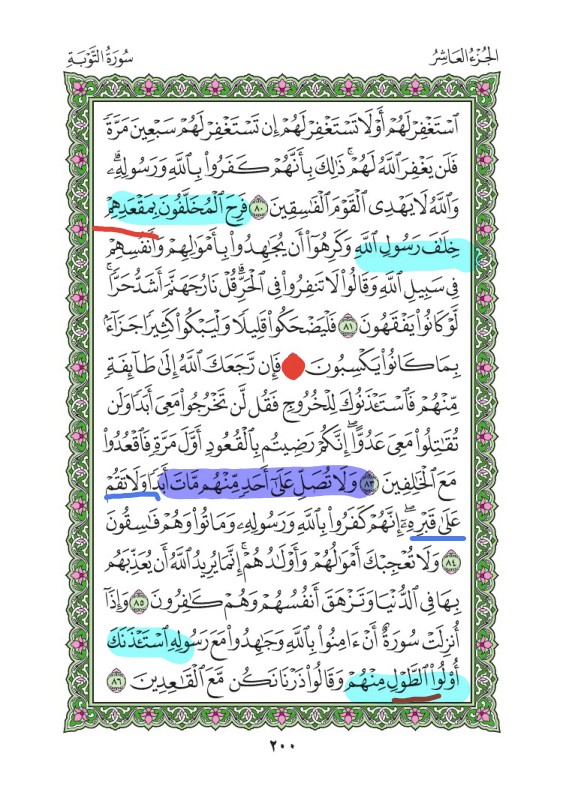 الجُزْءُ العَاشِرُ
سُورَةُ التَّوْبَةِ
ٱسْتَغْفِرْ لَهُمْ أَوْ لَا تَسْتَغْفِرْ لَهُمْ إِن تَسْتَغْفِرْ لَهُمْ سَبْعِينَ مَرَّةً
فَلَن يَغْفِرَ ٱللَّهُ لَهُمْ ۚ ذَٰلِكَ بِأَنَّهُمْ كَفَرُوا۟ بِٱللَّهِ وَرَسُولِهِۦ ۗ
وَٱللَّهُ لَا يَهْدِى ٱلْقَوْمَ ٱلْفَٰسِقِينَ ٨٠ فَرِحَ ٱلْمُخَلَّفُونَ بِمَقْعَدِهِمْ
خِلَٰفَ رَسُولِ ٱللَّهِ وَكَرِهُوٓا۟ أَن يُجَٰهِدُوا۟ بِأَمْوَٰلِهِمْ وَأَنفُسِهِمْ
فِى سَبِيلِ ٱللَّهِ وَقَالُوا۟ لَا تَنفِرُوا۟ فِى ٱلْحَرِّ ۗ قُلْ نَارُ جَهَنَّمَ أَشَدُّ حَرًّا ۚ
لَّوْ كَانُوا۟ يَفْقَهُونَ ٨١ فَلْيَضْحَكُوا۟ قَلِيلًا وَلْيَبْكُوا۟ كَثِيرًا جَزَآءًۢ
بِمَا كَانُوا۟ يَكْسِبُونَ فَإِن رَّجَعَكَ ٱللَّهُ إِلَىٰ طَآئِفَةٍ
مِّنْهُمْ فَٱسْتَـْٔذَنُوكَ لِلْخُرُوجِ فَقُل لَّن تَخْرُجُوا۟ مَعِىَ أَبَدًا وَلَن
تُقَٰتِلُوا۟ مَعِىَ عَدُوًّا ۖ إِنَّكُمْ رَضِيتُم بِٱلْقُعُودِ أَوَّلَ مَرَّةٍ فَٱقْعُدُوا۟
مَعَ ٱلْخَٰلِفِينَ ٨٣ وَلَا تُصَلِّ عَلَىٰٓ أَحَدٍ مِّنْهُم مَّاتَ أَبَدًا وَلَا تَقُمْ
عَلَىٰ قَبْرِهِۦٓ ۖ إِنَّهُمْ كَفَرُوا۟ بِٱللَّهِ وَرَسُولِهِۦ وَمَاتُوا۟ وَهُمْ فَٰسِقُونَ
٨٤ وَلَا تُعْجِبْكَ أَمْوَٰلُهُمْ وَأَوْلَٰدُهُمْ ۚ إِنَّمَا يُرِيدُ ٱللَّهُ أَن يُعَذِّبَهُم
بِهَا فِى ٱلدُّنْيَا وَتَزْهَقَ أَنفُسُهُمْ وَهُمْ كَٰفِرُونَ ٨٥ وَإِذَآ
أُنزِلَتْ سُورَةٌ أَنْ ءَامِنُوا۟ بِٱللَّهِ وَجَٰهِدُوا۟ مَعَ رَسُولِهِ ٱسْتَـْٔذَنَكَ
أُو۟لُوا۟ ٱلطَّوْلِ مِنْهُمْ وَقَالُوا۟ ذَرْنَا نَكُن مَّعَ ٱلْقَٰعِدِينَ ٨٦
٢٠٠